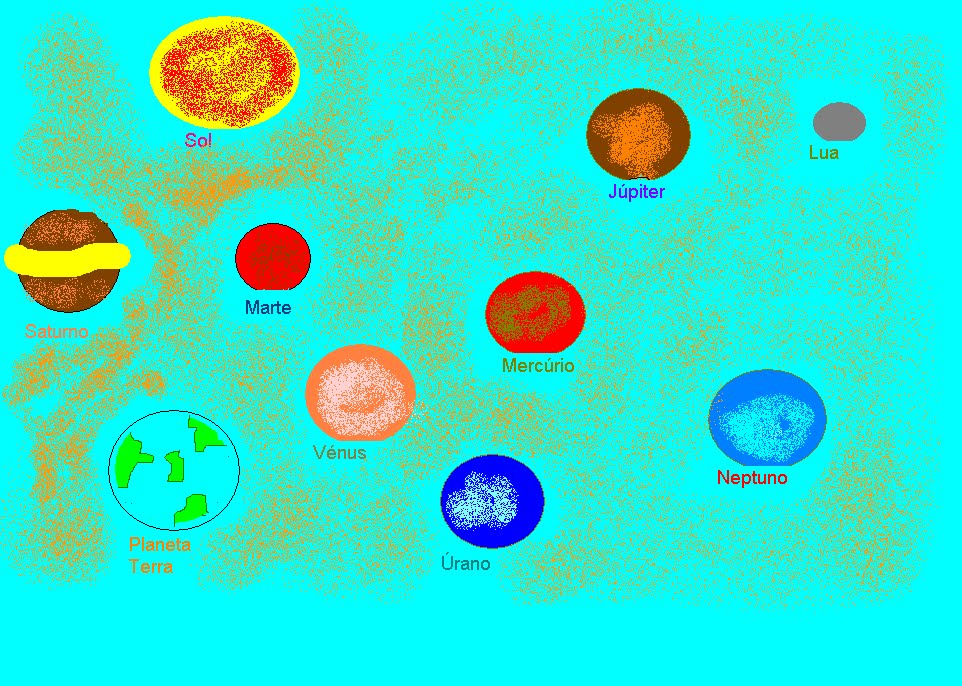 Sol
Júpiter
Lua
Saturno
Marte
Mercúrio
Vénus
Neptuno
Planeta
Terra
Úrano